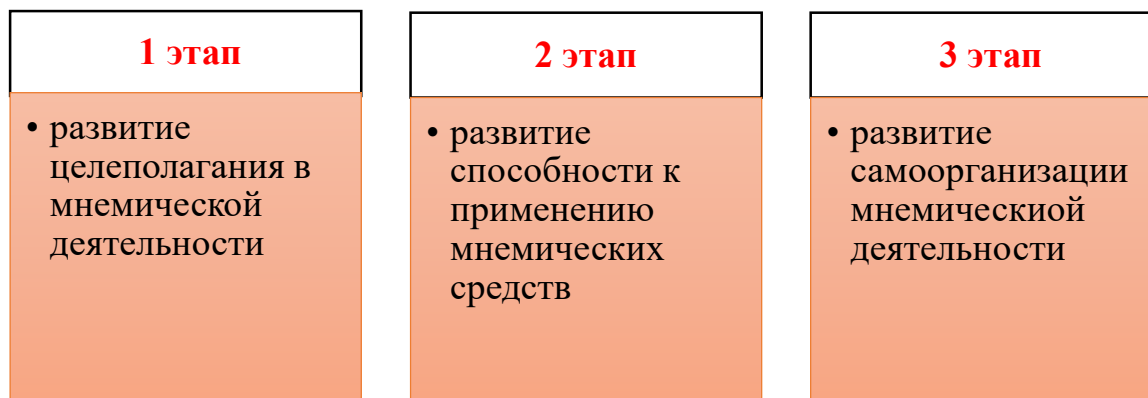 1 этап
• развитие
целеполагания в
мнемической
деятельности
2 этап
• развитие
способности к
применению
мнемических
средств
3 этап
• развитие
самоорганизации
мнемическиой
деятельности